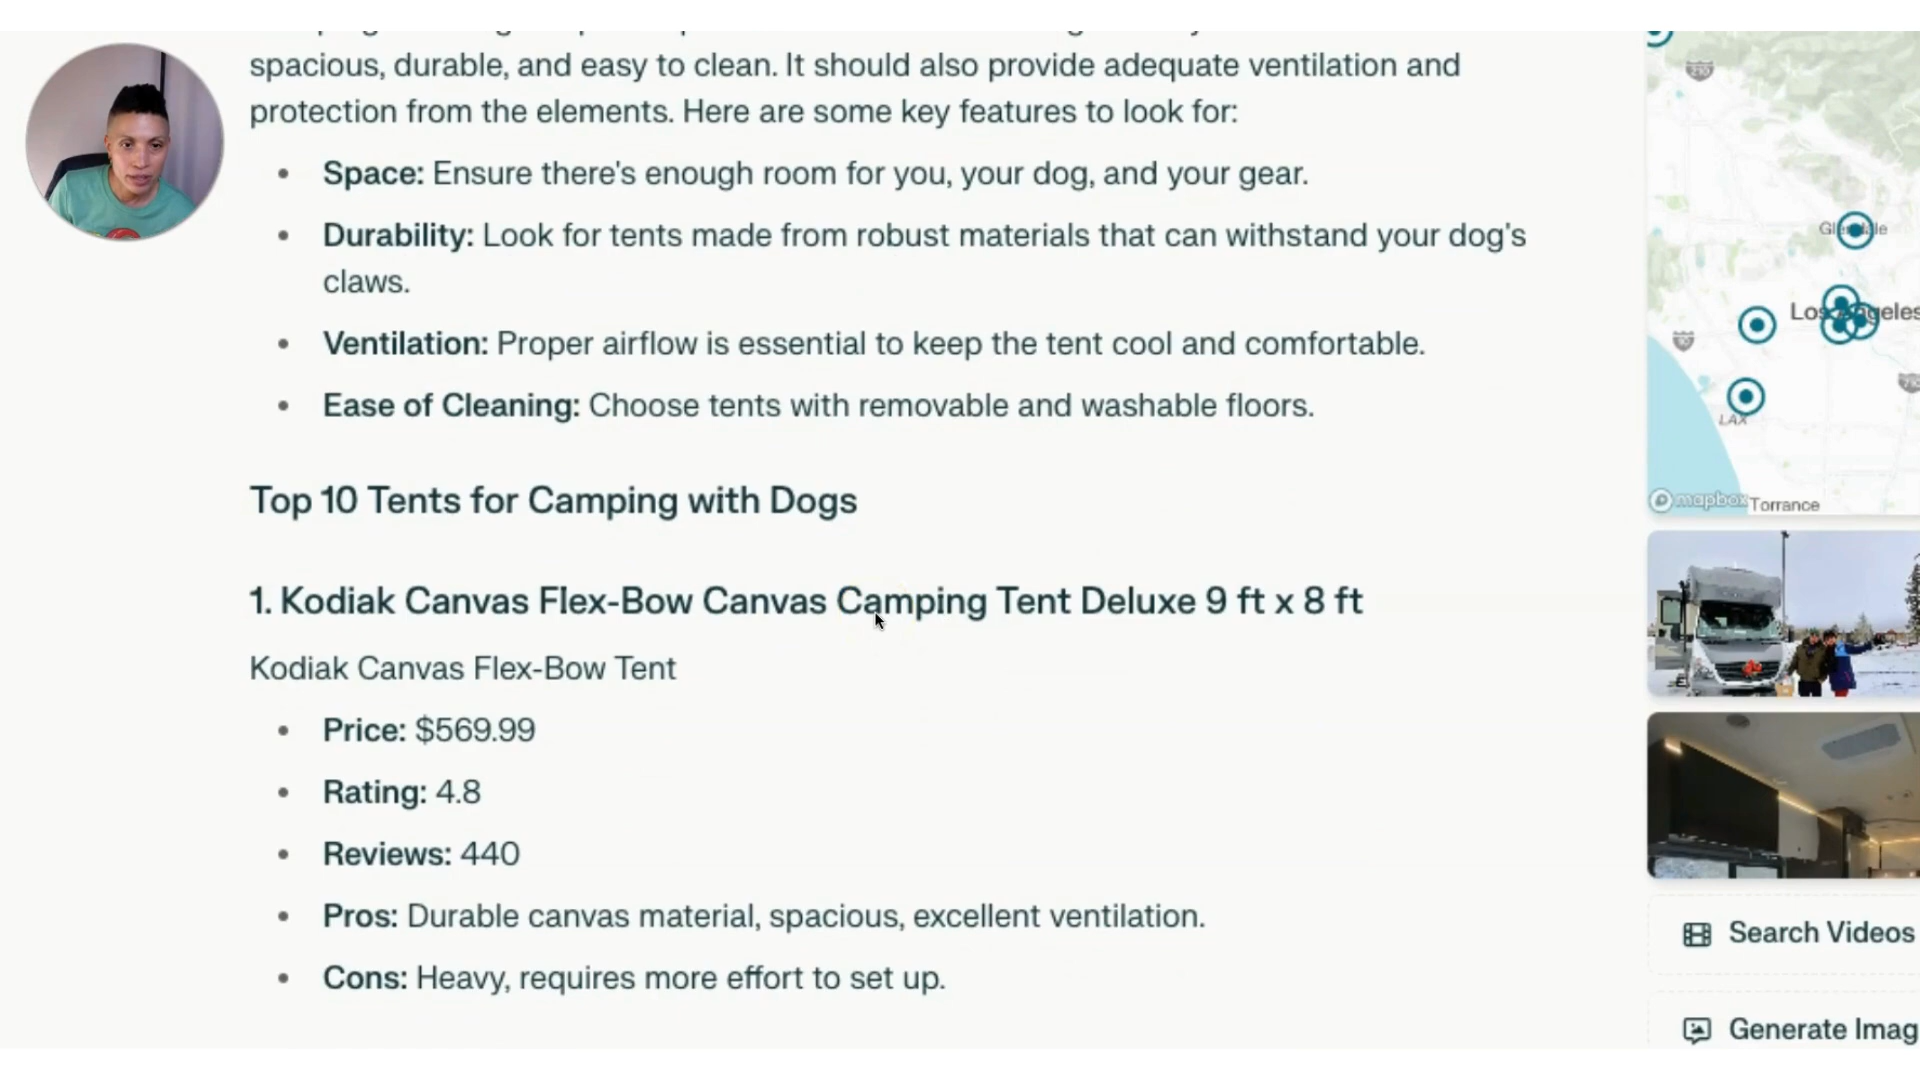 spacious, durable, and easy to clean. It should also provide adequate ventilation and
protection from the elements. Here are some key features to look for:
• Space: Ensure there's enough room for you, your dog, and your gear.
• Durability: Look for tents made from robust materials that can withstand your dog's
claws.
• Ventilation: Proper airflow is essential to keep the tent cool and comfortable.
• Ease of Cleaning: Choose tents with removable and washable floors.
Top 10 Tents for Camping with Dogs
1. Kodiak Canvas Flex-Bow Canvas Camping Tent Deluxe 9 ft x 8 ft
Kodiak Canvas Flex-Bow Tent
• Price: $569.99
• Rating: 4.8
• Reviews: 440
• Pros: Durable canvas material, spacious, excellent ventilation.
• Cons: Heavy, requires more effort to set up.
210
Los Angeles
LAX
mapbox
Torrance
Search Videos
Generate Imag